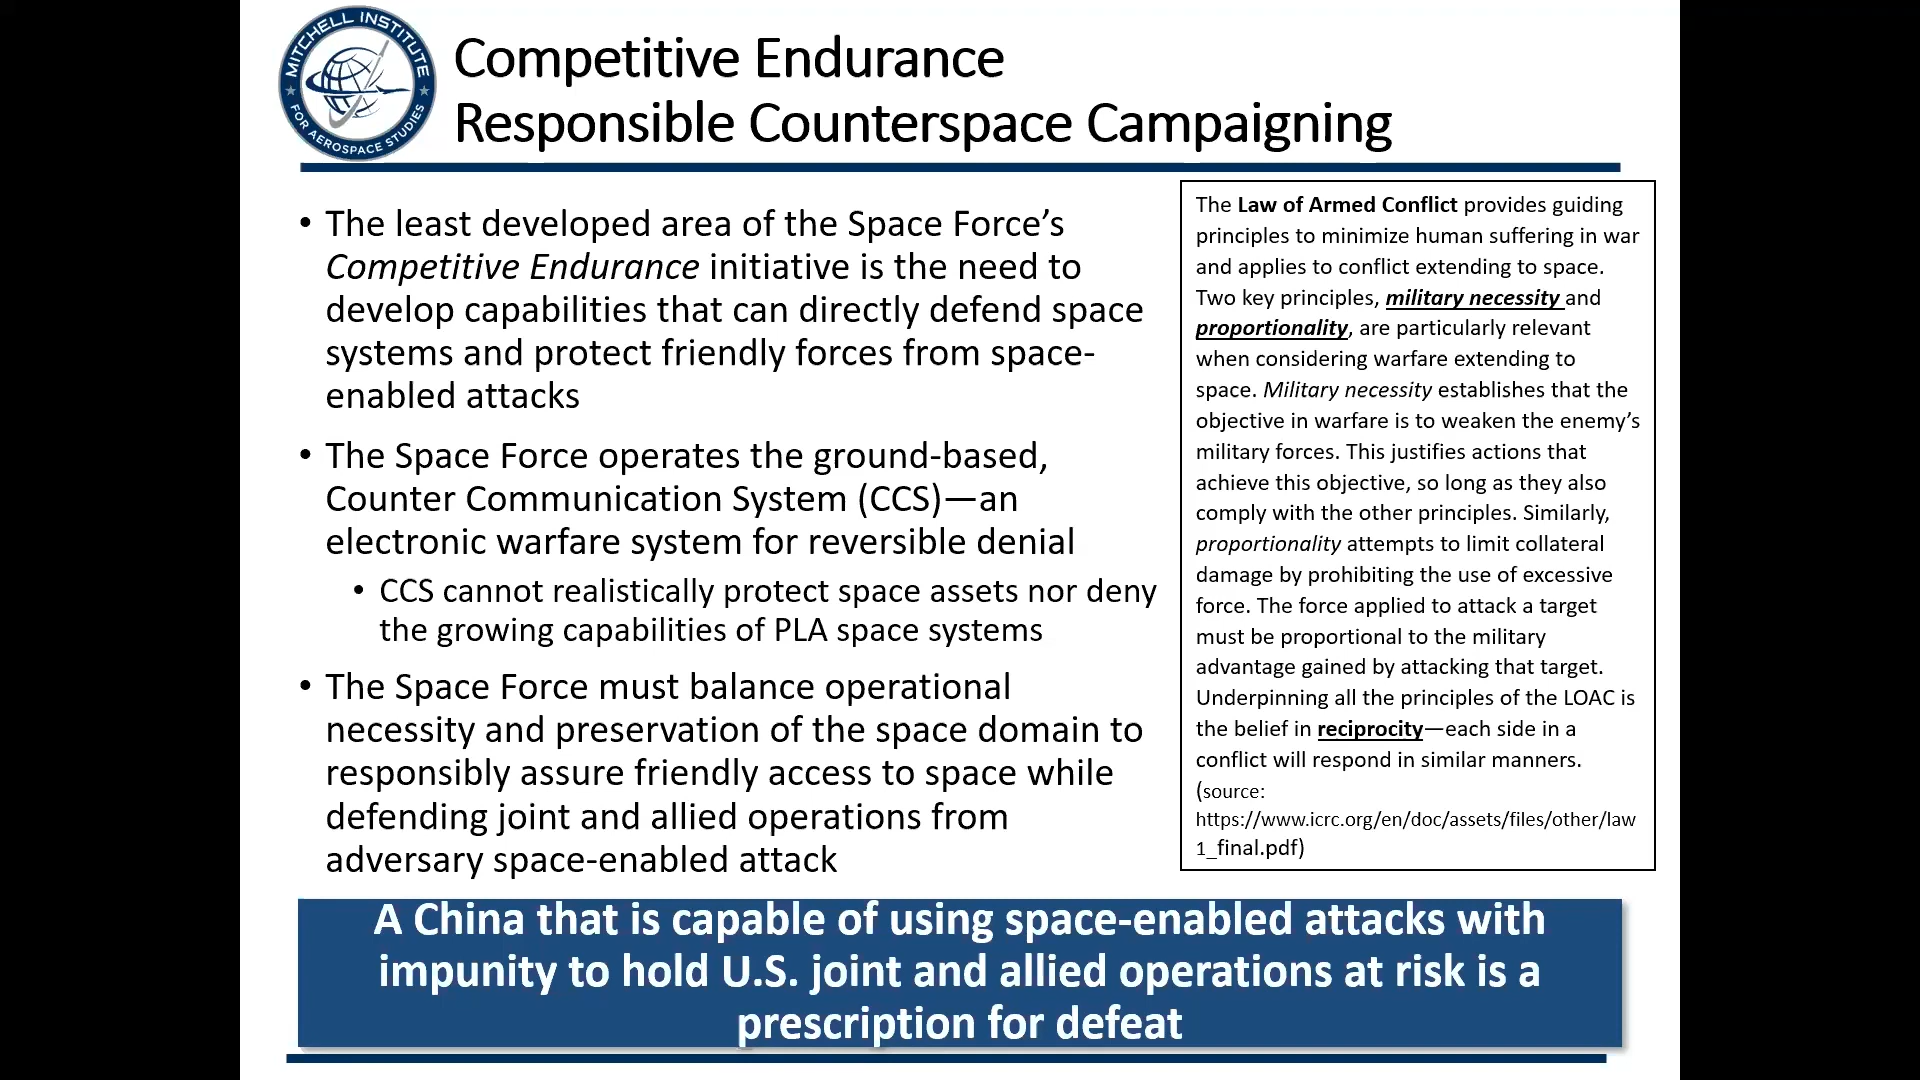 MITCHELL INSTITUTE
FOR AEROSPACE STUDIES
Competitive Endurance
Responsible Counterspace Campaigning
• The least developed area of the Space Force’s
Competitive Endurance initiative is the need to
develop capabilities that can directly defend space
systems and protect friendly forces from space-
enabled attacks
• The Space Force operates the ground-based,
Counter Communication System (CCS)—an
electronic warfare system for reversible denial
• CCS cannot realistically protect space assets nor deny
the growing capabilities of PLA space systems
• The Space Force must balance operational
necessity and preservation of the space domain to
responsibly assure friendly access to space while
defending joint and allied operations from
adversary space-enabled attack
The Law of Armed Conflict provides guiding
principles to minimize human suffering in war
and applies to conflict extending to space.
Two key principles, military necessity and
proportionality, are particularly relevant
when considering warfare extending to
space. Military necessity establishes that the
objective in warfare is to weaken the enemy’s
military forces. This justifies actions that
achieve this objective, so long as they also
comply with the other principles. Similarly,
proportionality attempts to limit collateral
damage by prohibiting the use of excessive
force. The force applied to attack a target
must be proportional to the military
advantage gained by attacking that target.
Underpinning all the principles of the LOAC is
the belief in reciprocity—each side in a
conflict will respond in similar manners.
(source:
https://www.icrc.org/en/doc/assets/files/other/law
1_final.pdf)
A China that is capable of using space-enabled attacks with
impunity to hold U.S. joint and allied operations at risk is a
prescription for defeat